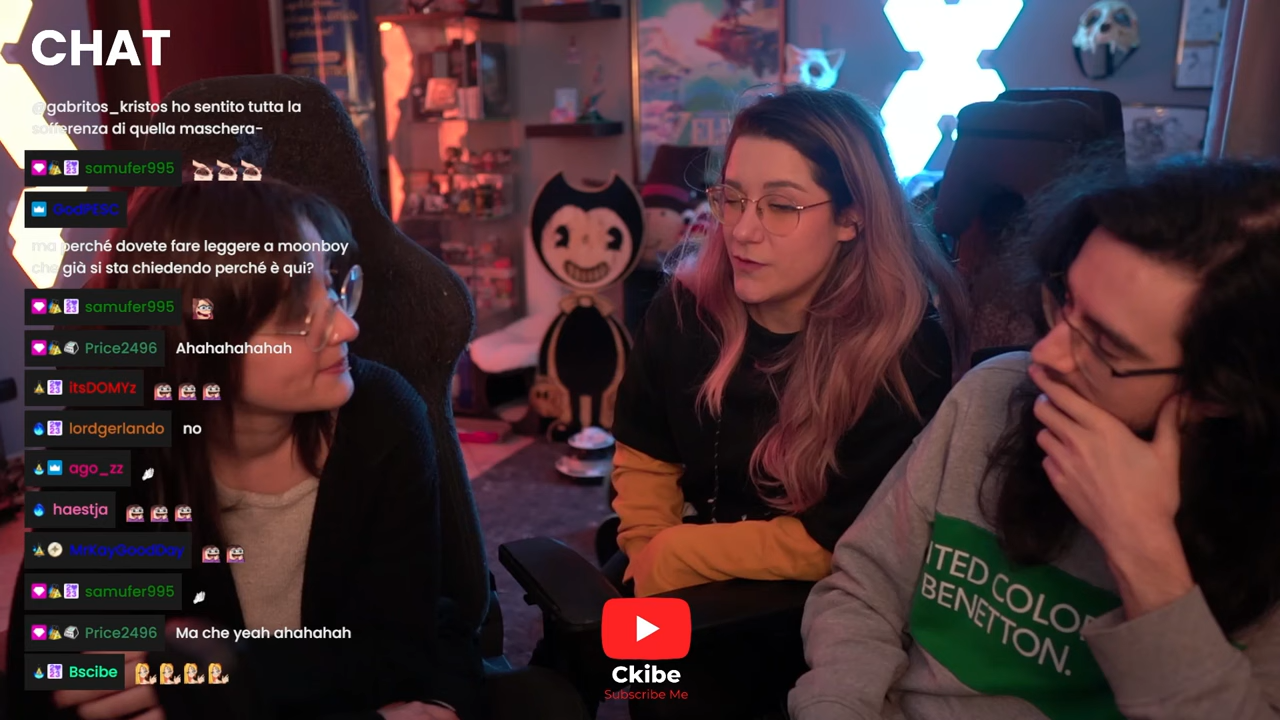 CHAT
@gabritos_kristos ho sentito tutta la
sofferenza di quella maschera-
samufer995
GodPESC
ma perché dovete fare leggere a moonboy
che già si sta chiedendo perché è qui?
samufer995
Price2496 Ahahahahahah
itsDOMYz
lordgerlando no
ago_zz
haestja
MrKayGoodDay
samufer995
Price2496 Ma che yeah ahahahah
Bscibe
ITED COLOR
BENETTON.
Ckibe
Subscribe Me